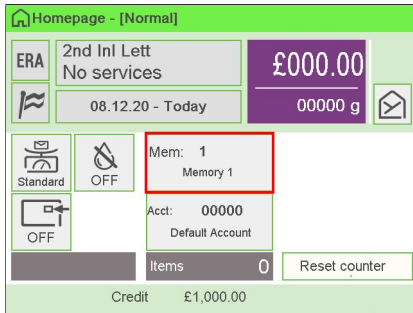 Homepage - [Normal]
ERA
2nd Inl Lett
No services
£000.00
08.12.20 - Today
00000 g
Standard
OFF
Mem: 1
Memory 1
OFF
Acct: 00000
Default Account
Items 0
Reset counter
Credit £1,000.00